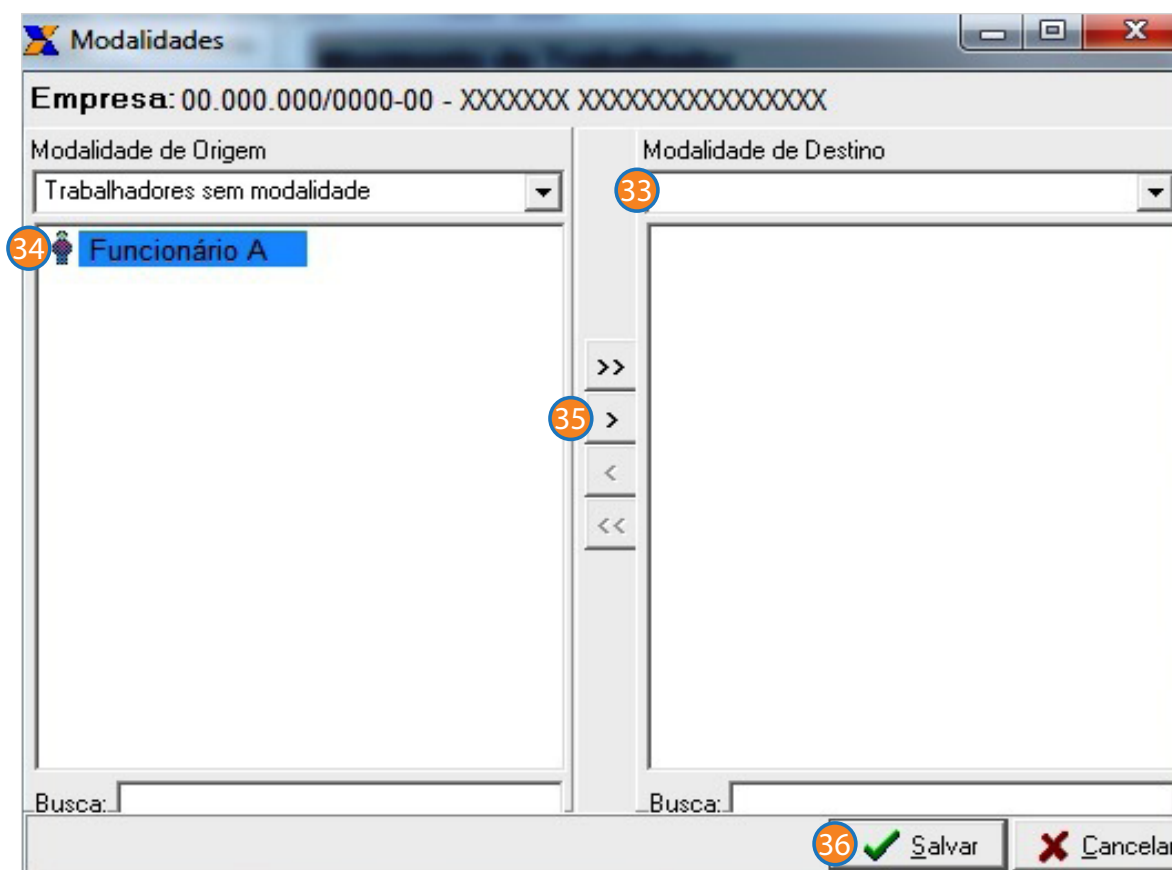 Modalidades
Empresa: 00.000.000/0000-00 - XXXXXXX XXXXXXXXXXXXXXXX
Modalidade de Origem
Modalidade de Destino
Trabalhadores sem modalidade
33
34 Funcionário A
>>
35 >
<
<<
Busca:
Busca:
36 Salvar
Cancelar